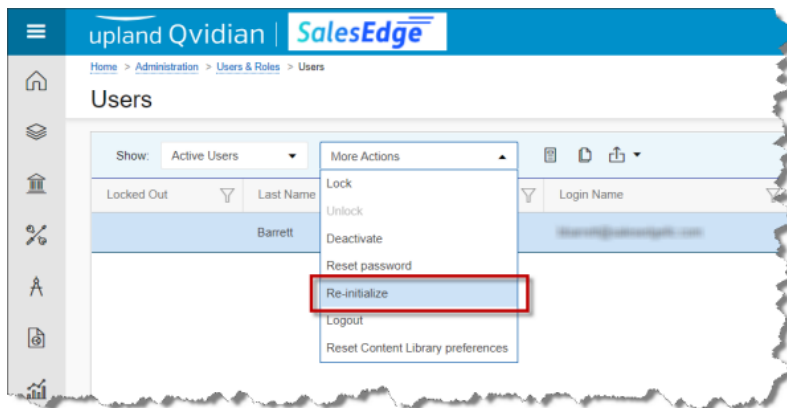 upland Qvidian | SalesEdge
Home > Administration > Users & Roles > Users
Users
Show: Active Users More Actions
Locked Out Last Name Login Name
Lock
Unlock
Barrett
Deactivate
Reset password
Re-initialize
Logout
Reset Content Library preferences